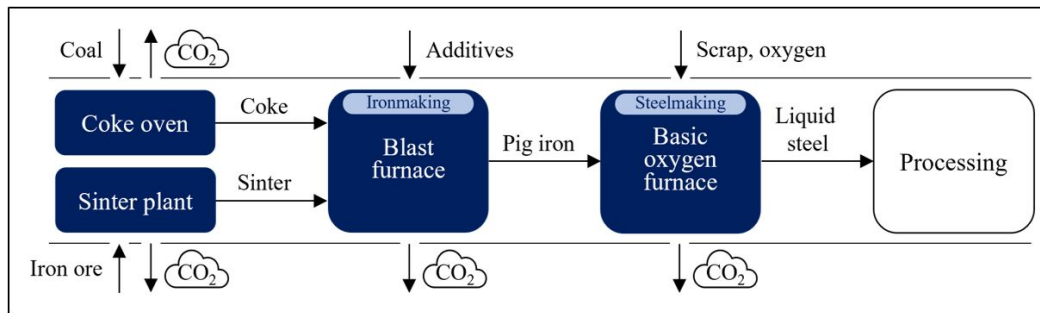 Coal
CO2
Additives
Scrap, oxygen
Coke oven
Coke
Ironmaking
Blast
furnace
Pig iron
Steelmaking
Basic
oxygen
furnace
Liquid
steel
Processing
Sinter plant
Sinter
Iron ore
CO2
CO2
CO2